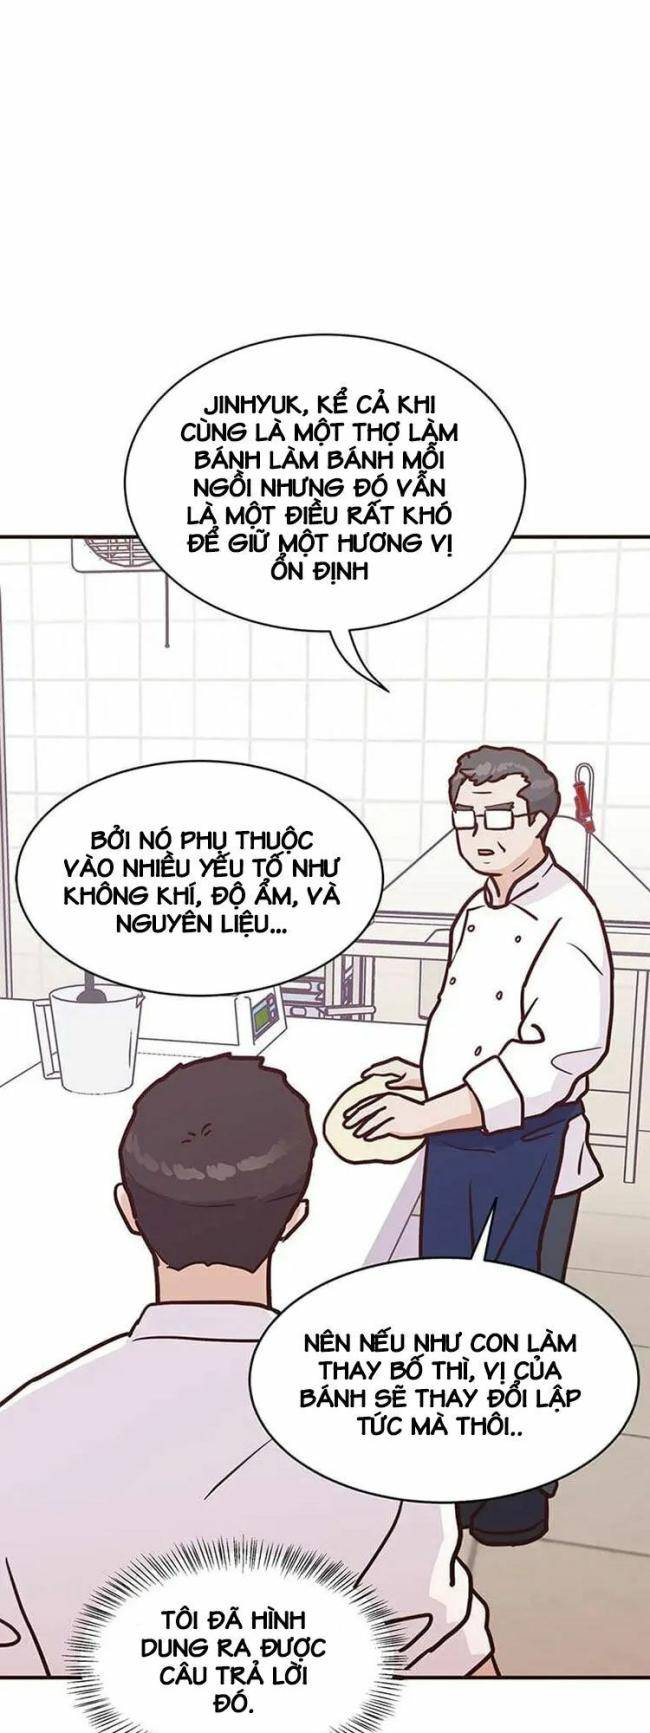 JINHYUK, KỂ CẢ KHI
CÙNG LÀ MỘT THỢ LÀM
BÁNH LÀM BÁNH MỖI
NGỒI NHƯNG ĐÓ VẪN
LÀ MỘT ĐIỀU RẤT KHÓ
ĐỂ GIỮ MỘT HƯƠNG VỊ
ỔN ĐỊNH
BỞI NÓ PHỤ THUỘC
VÀO NHIỀU YẾU TỐ NHƯ
KHÔNG KHÍ, ĐỘ ẨM, VÀ
NGUYÊN LIỆU...
NÊN NẾU NHƯ CON LÀM
THAY BỐ THÌ, VỊ CỦA
BÁNH SẼ THAY ĐỔI LẬP
TỨC MÀ THÔI..
TÔI ĐÃ HÌNH
DUNG RA ĐƯỢC
CÂU TRẢ LỜI
ĐÓ.